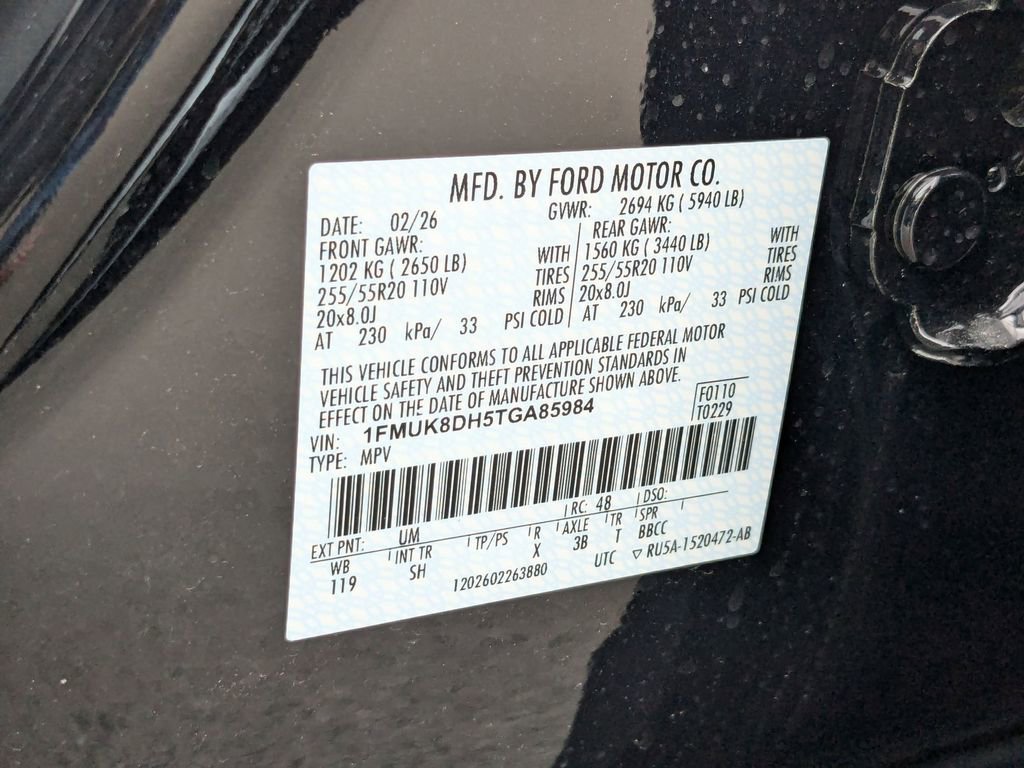 MFD. BY FORD MOTOR CO.
DATE: 02/26 GVWR: 2694 KG ( 5940 LB)
FRONT GAWR: REAR GAWR:
1202 KG ( 2650 LB) WITH 1560 KG ( 3440 LB) WITH
255/55R20 110V TIRES 255/55R20 110V TIRES
20x8.0J RIMS 20x8.0J RIMS
AT 230 kPa/ 33 PSI COLD AT 230 kPa/ 33 PSI COLD
THIS VEHICLE CONFORMS TO ALL APPLICABLE FEDERAL MOTOR
VEHICLE SAFETY AND THEFT PREVENTION STANDARDS IN
EFFECT ON THE DATE OF MANUFACTURE SHOWN ABOVE.
VIN: 1FMUK8DH5TGA85984
TYPE: MPV
F0110
T0229
EXT PNT: UM RC: 48 DSO:
WB INT TR TP/PS R AXLE TR SPR
119 SH X 3B T BBCC
1202602263880 UTC ▽ RU5A-1520472-AB